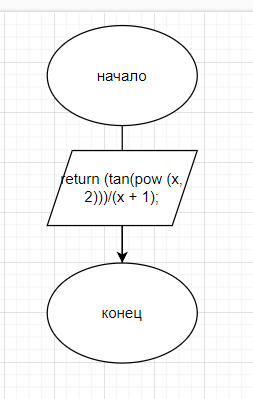 начало
return (tan(pow (x,
2)))/(x + 1);
конец